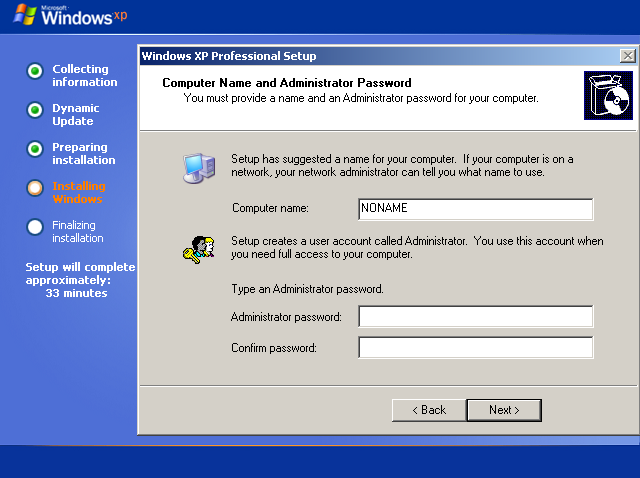 Microsoft
Windows xp
Collecting
information
Dynamic
Update
Preparing
installation
Installing
Windows
Finalizing
installation
Setup will complete
approximately:
33 minutes
Windows XP Professional Setup
Computer Name and Administrator Password
You must provide a name and an Administrator password for your computer.
Setup has suggested a name for your computer.  If your computer is on a
network, your network administrator can tell you what name to use.
Computer name:
NONAME
Setup creates a user account called Administrator.  You use this account when
you need full access to your computer.
Type an Administrator password.
Administrator password:
Confirm password:
< Back
Next >